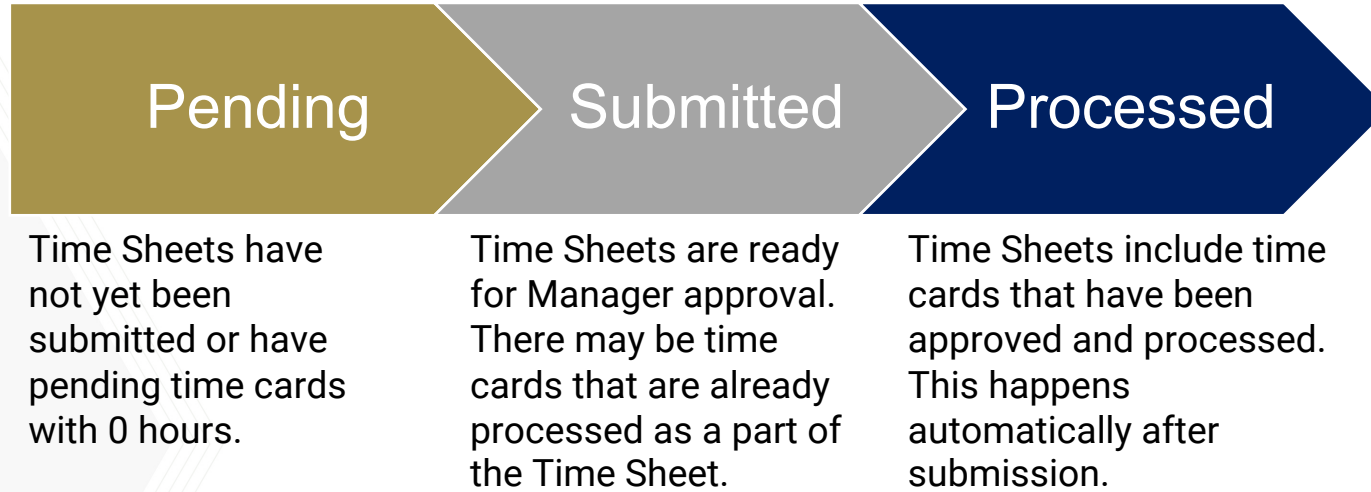 Pending
Submitted
Processed
Time Sheets have
not yet been
submitted or have
pending time cards
with 0 hours.
Time Sheets are ready
for Manager approval.
There may be time
cards that are already
processed as a part of
the Time Sheet.
Time Sheets include time
cards that have been
approved and processed.
This happens
automatically after
submission.